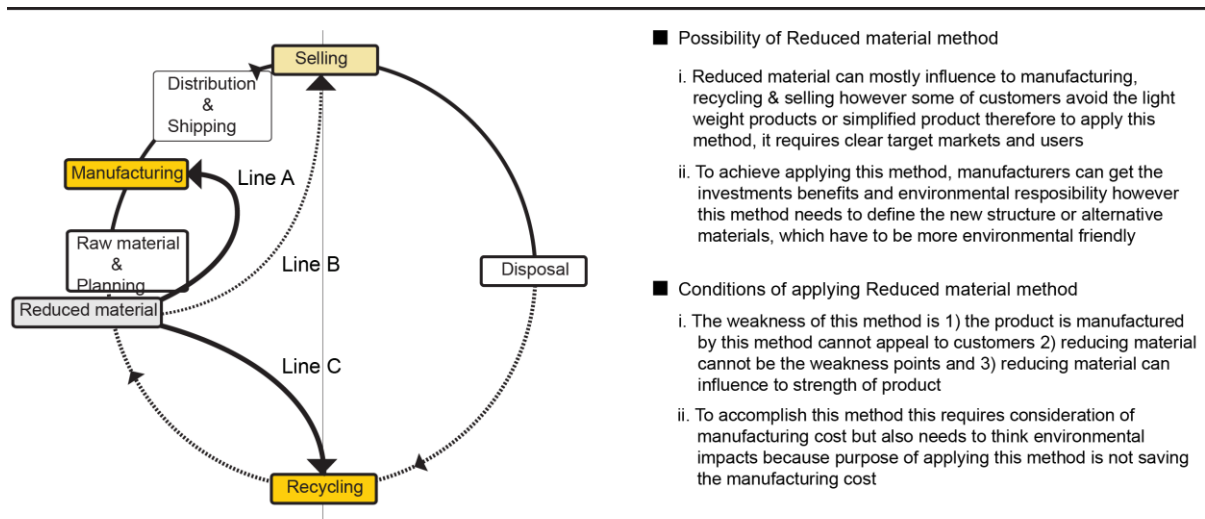 Selling
Distribution
&
Shipping
Manufacturing
Line A
Raw material
&
Planning
Line B
Disposal
Reduced material
Line C
Recycling
■ Possibility of Reduced material method
i. Reduced material can mostly influence to manufacturing,
recycling & selling however some of customers avoid the light
weight products or simplified product therefore to apply this
method, it requires clear target markets and users
ii. To achieve applying this method, manufacturers can get the
investments benefits and environmental resposibility however
this method needs to define the new structure or alternative
materials, which have to be more environmental friendly
■ Conditions of applying Reduced material method
i. The weakness of this method is 1) the product is manufactured
by this method cannot appeal to customers 2) reducing material
cannot be the weakness points and 3) reducing material can
influence to strength of product
ii. To accomplish this method this requires consideration of
manufacturing cost but also needs to think environmental
impacts because purpose of applying this method is not saving
the manufacturing cost